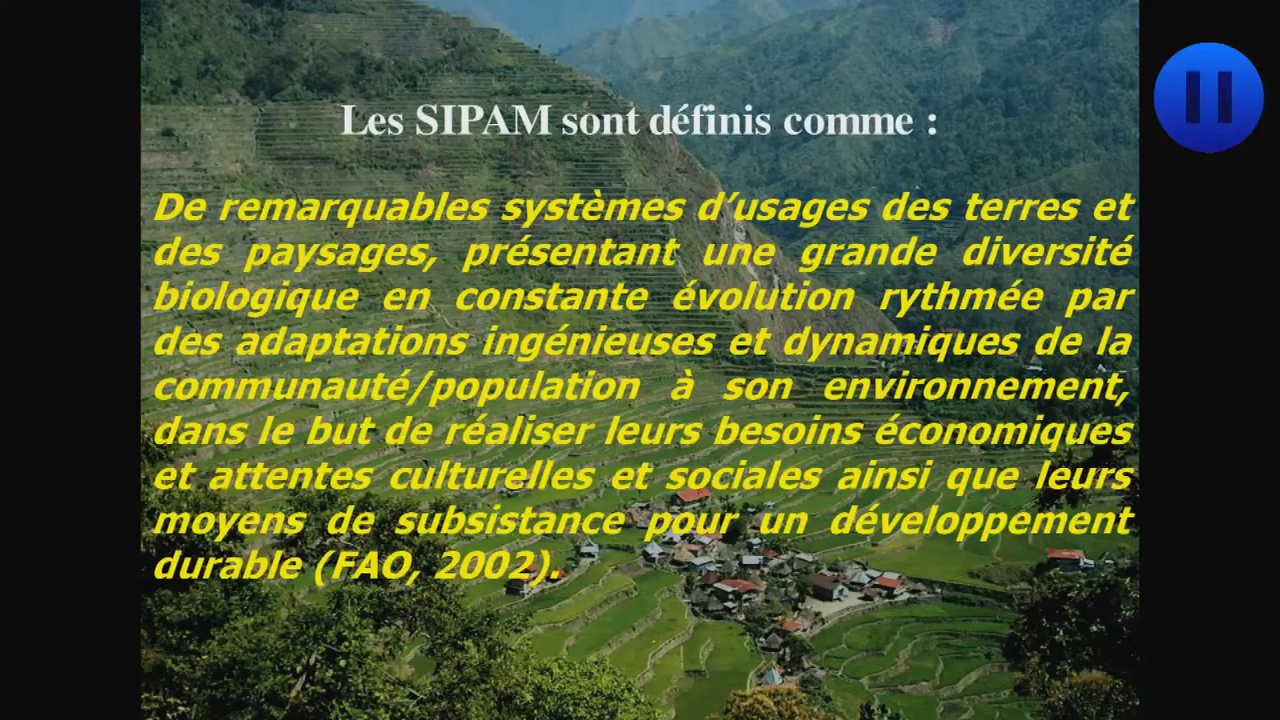 Les SIPAM sont définis comme :
De remarquables systèmes d’usages des terres et
des paysages, présentant une grande diversité
biologique en constante évolution rythmée par
des adaptations ingénieuses et dynamiques de la
communauté/population à son environnement,
dans le but de réaliser leurs besoins économiques
et attentes culturelles et sociales ainsi que leurs
moyens de subsistance pour un développement
durable (FAO, 2002).